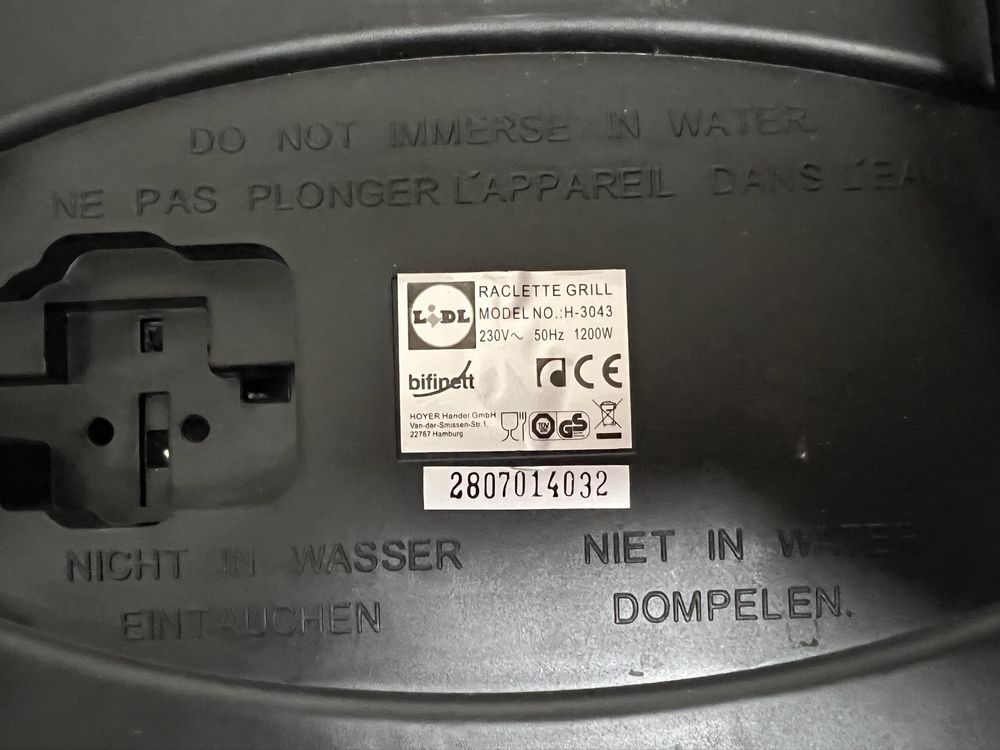 DO NOT IMMERSE IN WATER.
NE PAS PLONGER L'APPAREIL DANS L'EAU
LIDL
RACLETTE GRILL
MODEL NO.:H-3043
230V~ 50Hz 1200W
bifinett
CE
HOYER Handel GmbH
Van-der-Smissen-Str.1,
22767 Hamburg
TÜV
GS
2807014032
NICHT IN WASSER
EINTAUCHEN
NIET IN WATER
DOMPELEN.